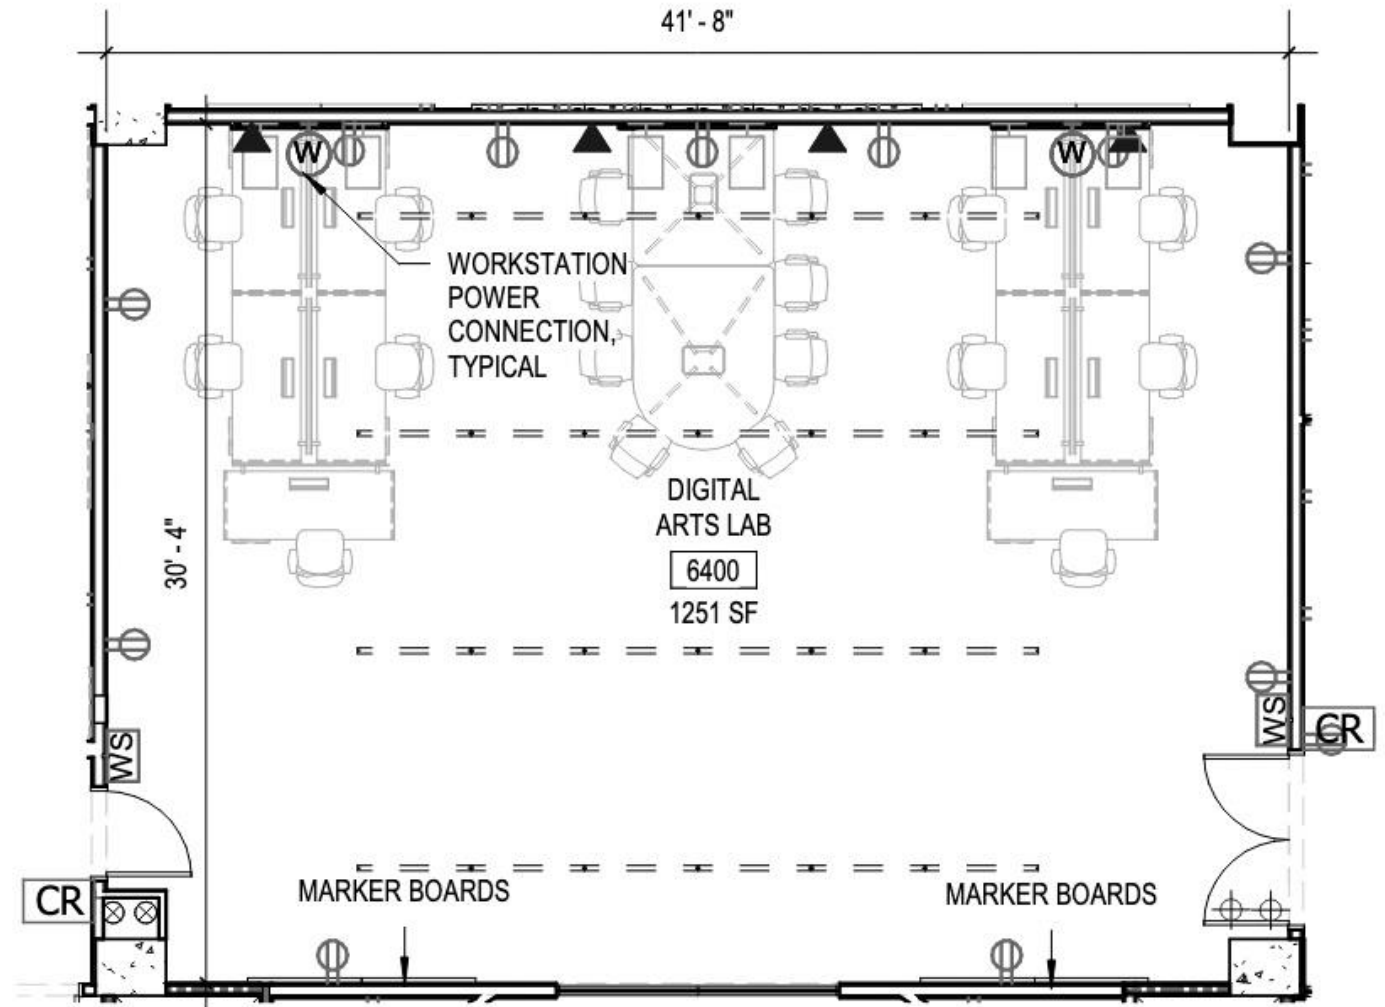 41' - 8"
W
W
WORKSTATION
POWER
CONNECTION,
TYPICAL
DIGITAL
ARTS LAB
30' - 4"
6400
1251 SF
WS
WS
CR
CR
MARKER BOARDS
MARKER BOARDS